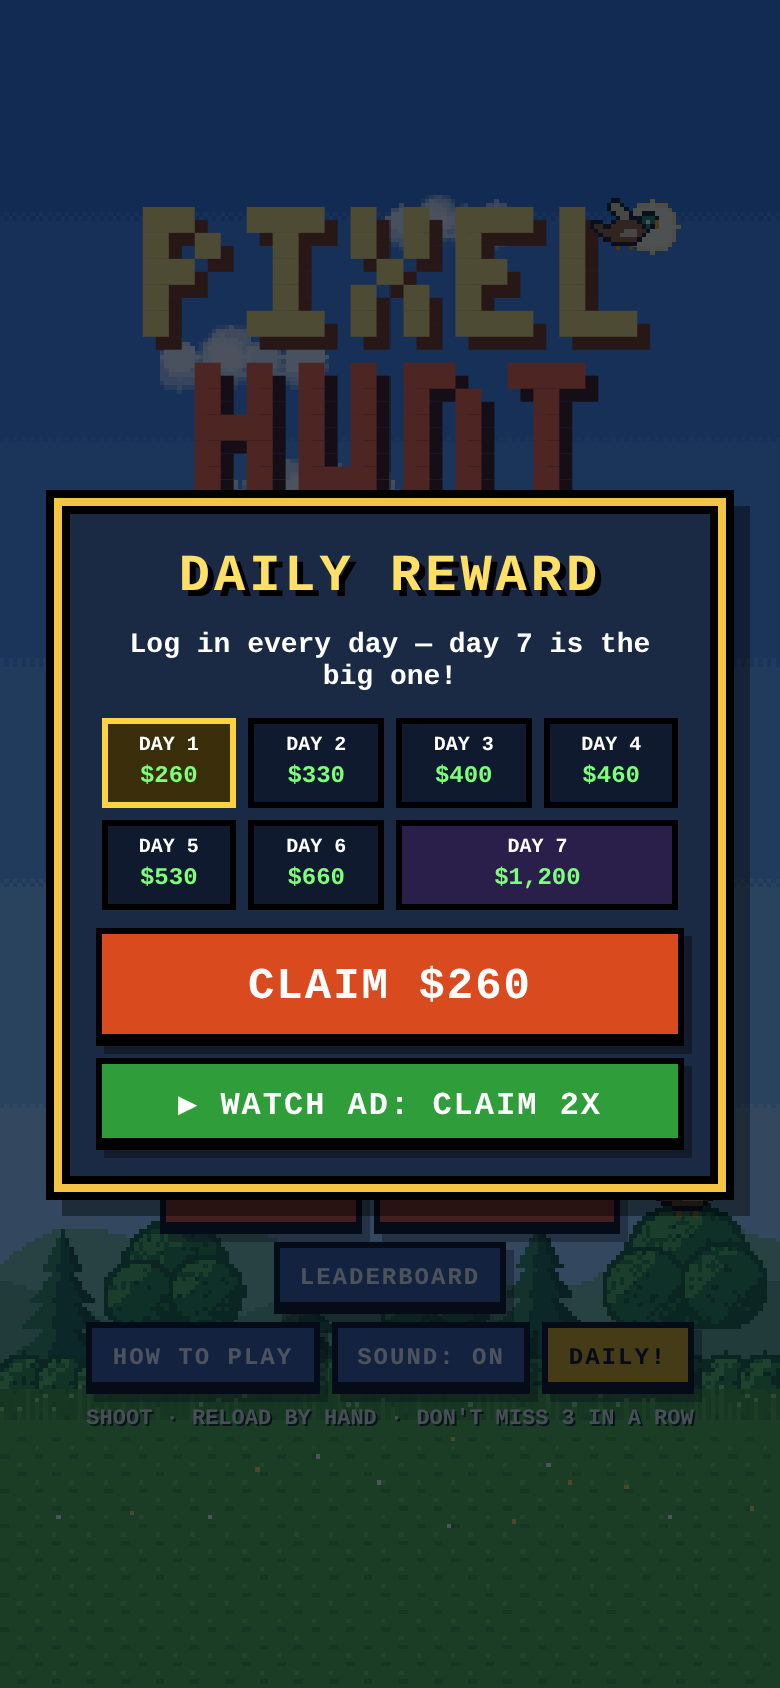 PIXEL
HUNT
DAILY REWARD
Log in every day — day 7 is the
big one!
DAY 1
$260
DAY 2
$330
DAY 3
$400
DAY 4
$460
DAY 5
$530
DAY 6
$660
DAY 7
$1,200
CLAIM $260
▶ WATCH AD: CLAIM 2X
LEADERBOARD
HOW TO PLAY
SOUND: ON
DAILY!
SHOOT · RELOAD BY HAND · DON'T MISS 3 IN A ROW